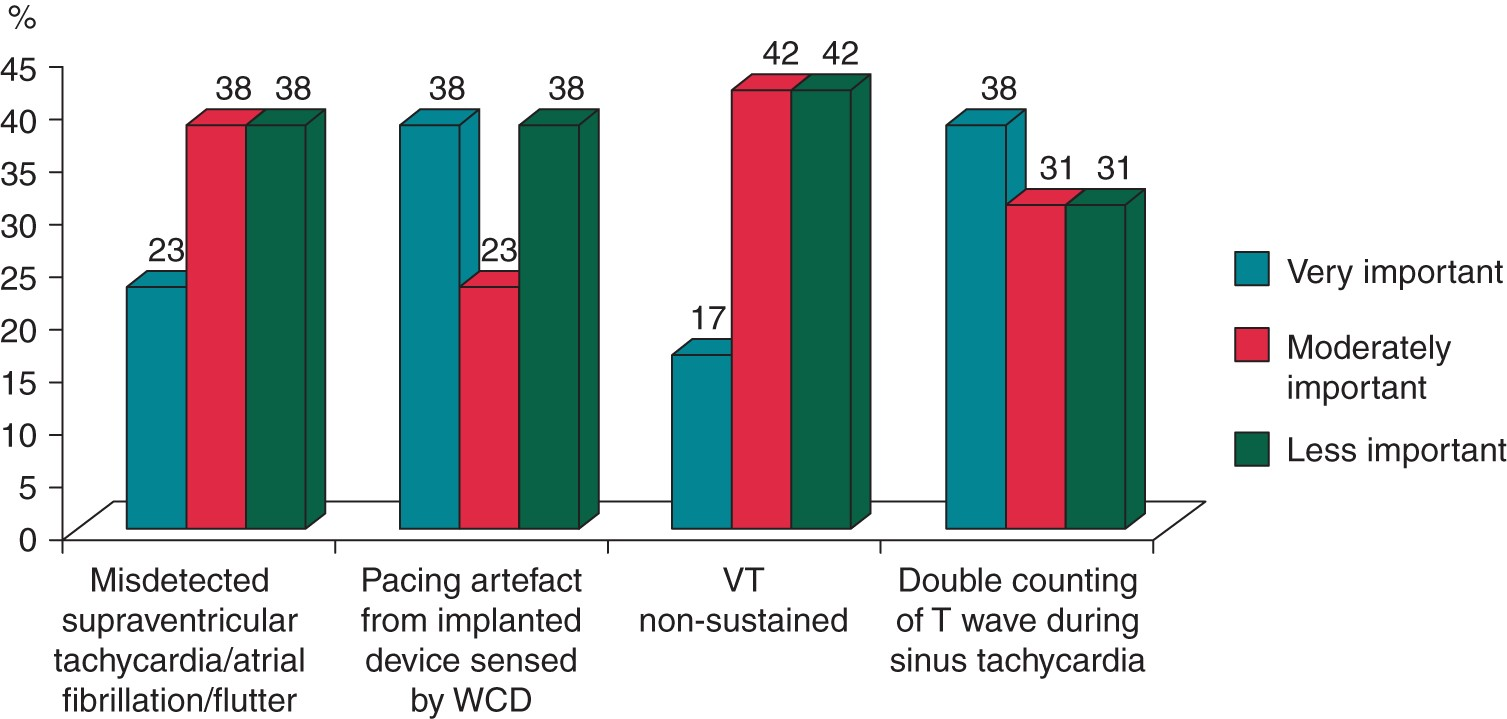 %
45
40
35
30
25
20
15
10
5
0
23
38
38
38
23
38
17
42
42
38
31
31
Misdetected
supraventricular
tachycardia/atrial
fibrillation/flutter
Pacing artefact
from implanted
device sensed
by WCD
VT
non-sustained
Double counting
of T wave during
sinus tachycardia
Very important
Moderately
important
Less important